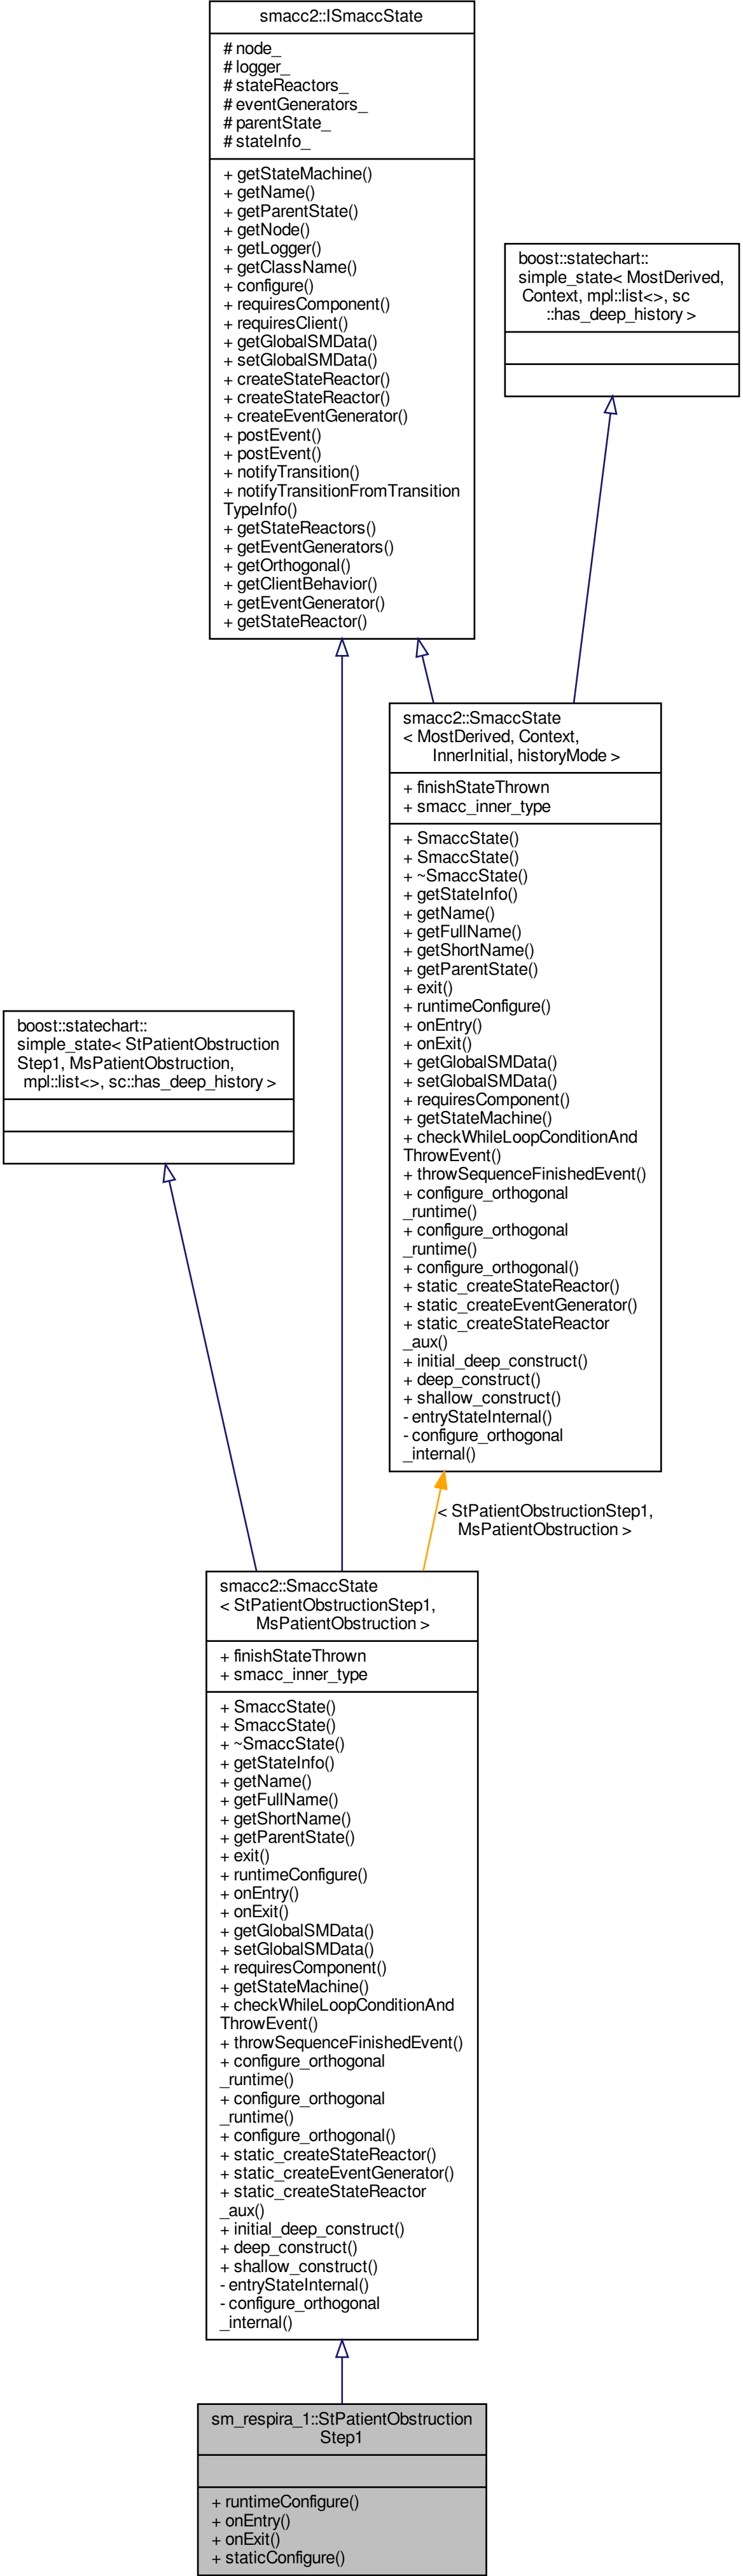 smacc2::ISmaccState
# node_
# logger_
# stateReactors_
# eventGenerators_
# parentState_
# stateInfo_
+ getStateMachine()
+ getName()
+ getParentState()
+ getNode()
+ getLogger()
+ getClassName()
+ configure()
+ requiresComponent()
+ requiresClient()
+ getGlobalSMData()
+ setGlobalSMData()
+ createStateReactor()
+ createStateReactor()
+ createEventGenerator()
+ postEvent()
+ postEvent()
+ notifyTransition()
+ notifyTransitionFromTransition
TypeInfo()
+ getStateReactors()
+ getEventGenerators()
+ getOrthogonal()
+ getClientBehavior()
+ getEventGenerator()
+ getStateReactor()
boost::statechart::
simple_state< MostDerived,
Context, mpl::list<>, sc
::has_deep_history >
smacc2::SmaccState
< MostDerived, Context,
InnerInitial, historyMode >
+ finishStateThrown
+ smacc_inner_type
+ SmaccState()
+ SmaccState()
+ ~SmaccState()
+ getStateInfo()
+ getName()
+ getFullName()
+ getShortName()
+ getParentState()
+ exit()
+ runtimeConfigure()
+ onEntry()
+ onExit()
+ getGlobalSMData()
+ setGlobalSMData()
+ requiresComponent()
+ getStateMachine()
+ checkWhileLoopConditionAnd
ThrowEvent()
+ throwSequenceFinishedEvent()
+ configure_orthogonal
_runtime()
+ configure_orthogonal
_runtime()
+ configure_orthogonal()
+ static_createStateReactor()
+ static_createEventGenerator()
+ static_createStateReactor
_aux()
+ initial_deep_construct()
+ deep_construct()
+ shallow_construct()
- entryStateInternal()
- configure_orthogonal
_internal()
boost::statechart::
simple_state< StPatientObstruction
Step1, MsPatientObstruction,
mpl::list<>, sc::has_deep_history >
< StPatientObstructionStep1,
MsPatientObstruction >
smacc2::SmaccState
< StPatientObstructionStep1,
MsPatientObstruction >
+ finishStateThrown
+ smacc_inner_type
+ SmaccState()
+ SmaccState()
+ ~SmaccState()
+ getStateInfo()
+ getName()
+ getFullName()
+ getShortName()
+ getParentState()
+ exit()
+ runtimeConfigure()
+ onEntry()
+ onExit()
+ getGlobalSMData()
+ setGlobalSMData()
+ requiresComponent()
+ getStateMachine()
+ checkWhileLoopConditionAnd
ThrowEvent()
+ throwSequenceFinishedEvent()
+ configure_orthogonal
_runtime()
+ configure_orthogonal
_runtime()
+ configure_orthogonal()
+ static_createStateReactor()
+ static_createEventGenerator()
+ static_createStateReactor
_aux()
+ initial_deep_construct()
+ deep_construct()
+ shallow_construct()
- entryStateInternal()
- configure_orthogonal
_internal()
sm_respira_1::StPatientObstruction
Step1
+ runtimeConfigure()
+ onEntry()
+ onExit()
+ staticConfigure()